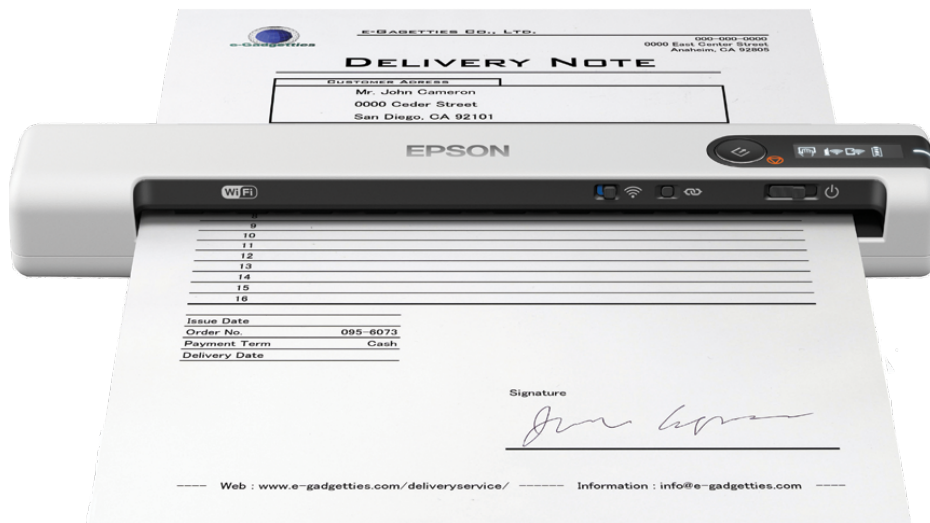 e-Gadgetties
E-GAGETTIES CO., LTD.
000-000-0000
0000 East Center Street
Anaheim, CA 92805
DELIVERY NOTE
CUSTOMER ADRESS
Mr. John Cameron
0000 Ceder Street
San Diego, CA 92101
EPSON
WiFi
9
10
11
12
13
14
15
16
Issue Date
Order No. 095-6073
Payment Term Cash
Delivery Date
Signature
Web : www.e-gadgetties.com/deliveryservice/ Information : info@e-gadgetties.com